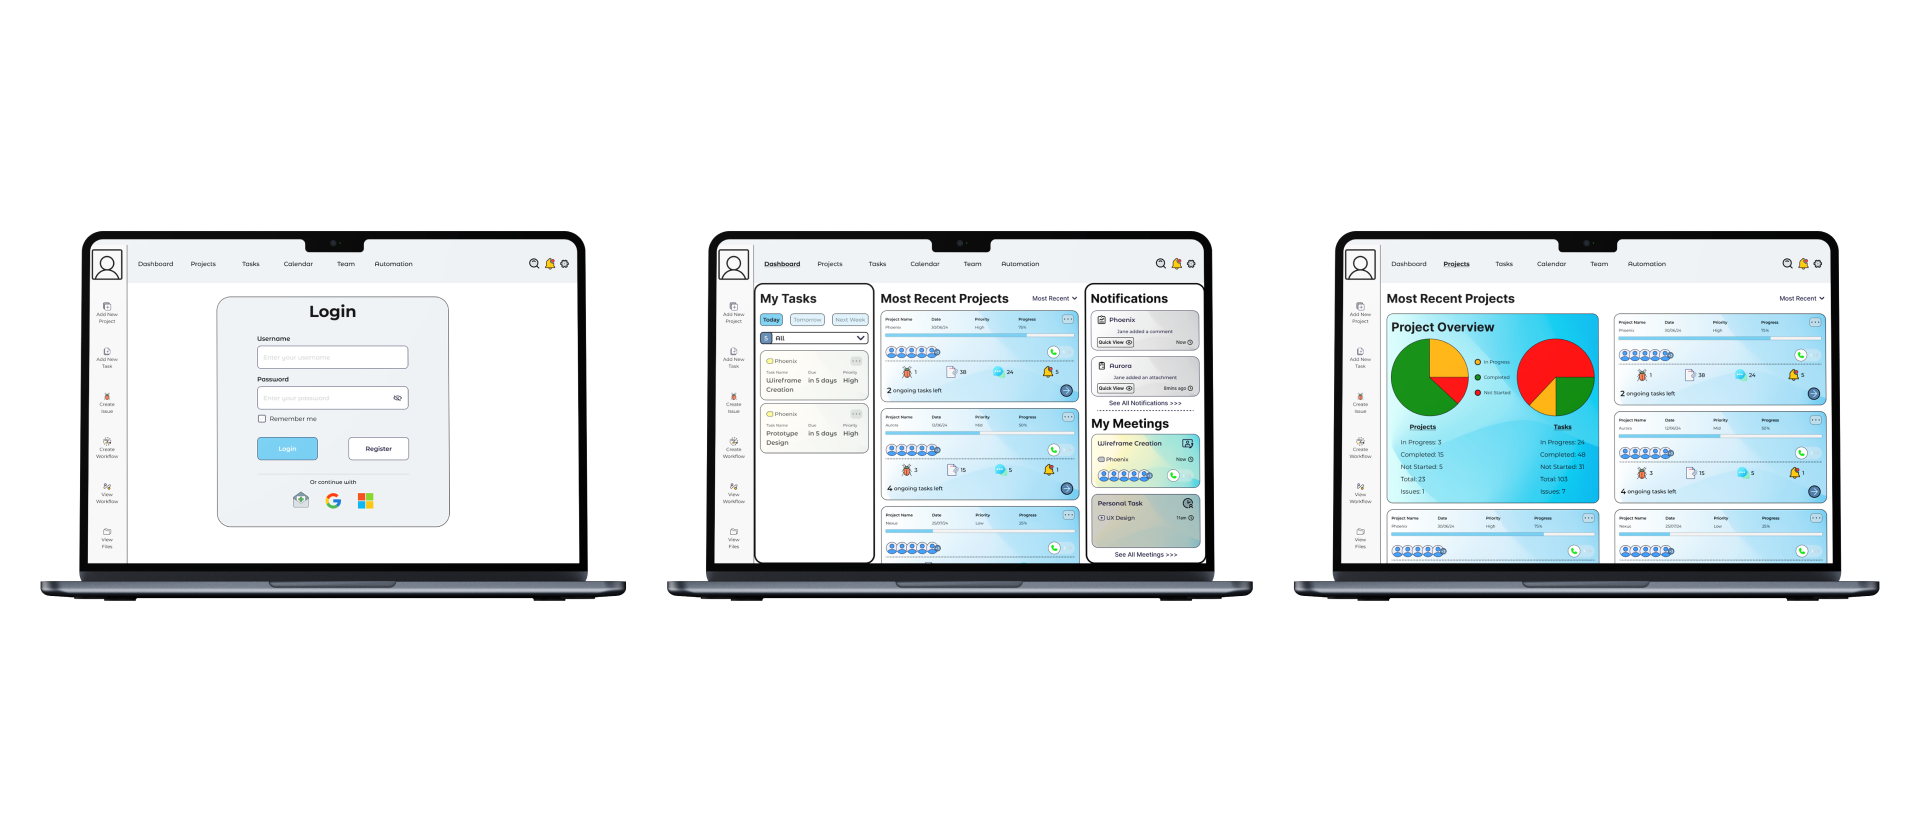 Dashboard Projects Tasks Calendar Team Automation
Add New
Project
Add New
Task
Create
Issue
Create
Workflow
View
Workflow
View
Files
Login
Username
Enter your username
Password
Enter your password
Remember me
Login Register
Or continue with
Dashboard Projects Tasks Calendar Team Automation
Add New
Project
Add New
Task
Create
Issue
Create
Workflow
View
Workflow
View
Files
My Tasks
Today Tomorrow Next Week
5 All
Phoenix
Task Name Due Priority
Wireframe in 5 days High
Creation
Phoenix
Task Name Due Priority
Prototype in 5 days High
Design
Most Recent Projects Most Recent
Project Name Date Priority Progress
Phoenix 30/06/24 High 75%
1 38 24 5
2 ongoing tasks left
Project Name Date Priority Progress
Aurora 12/06/24 Mid 50%
3 15 5 1
4 ongoing tasks left
Project Name Date Priority Progress
Nexus 20/07/24 Low 25%
Notifications
Phoenix
Jane added a comment
Quick View Now
Aurora
Jane added an attachment
Quick View 8mins ago
See All Notifications >>>
My Meetings
Wireframe Creation
Phoenix Now
Personal Task
UX Design 11am
See All Meetings >>>
Dashboard Projects Tasks Calendar Team Automation
Add New
Project
Add New
Task
Create
Issue
Create
Workflow
View
Workflow
View
Files
Most Recent Projects Most Recent
Project Overview
In Progress
Completed
Not Started
Projects Tasks
In Progress: 3 In Progress: 24
Completed: 15 Completed: 48
Not Started: 5 Not Started: 31
Total: 23 Total 103
Issues: 1 Issues: 7
Project Name Date Priority Progress
Phoenix 30/06/24 High 75%
1 38 24 5
2 ongoing tasks left
Project Name Date Priority Progress
Aurora 12/06/24 Mid 50%
3 15 5 1
4 ongoing tasks left
Project Name Date Priority Progress
Phoenix 30/06/24 High 75%
Project Name Date Priority Progress
Nexus 20/07/24 Low 25%